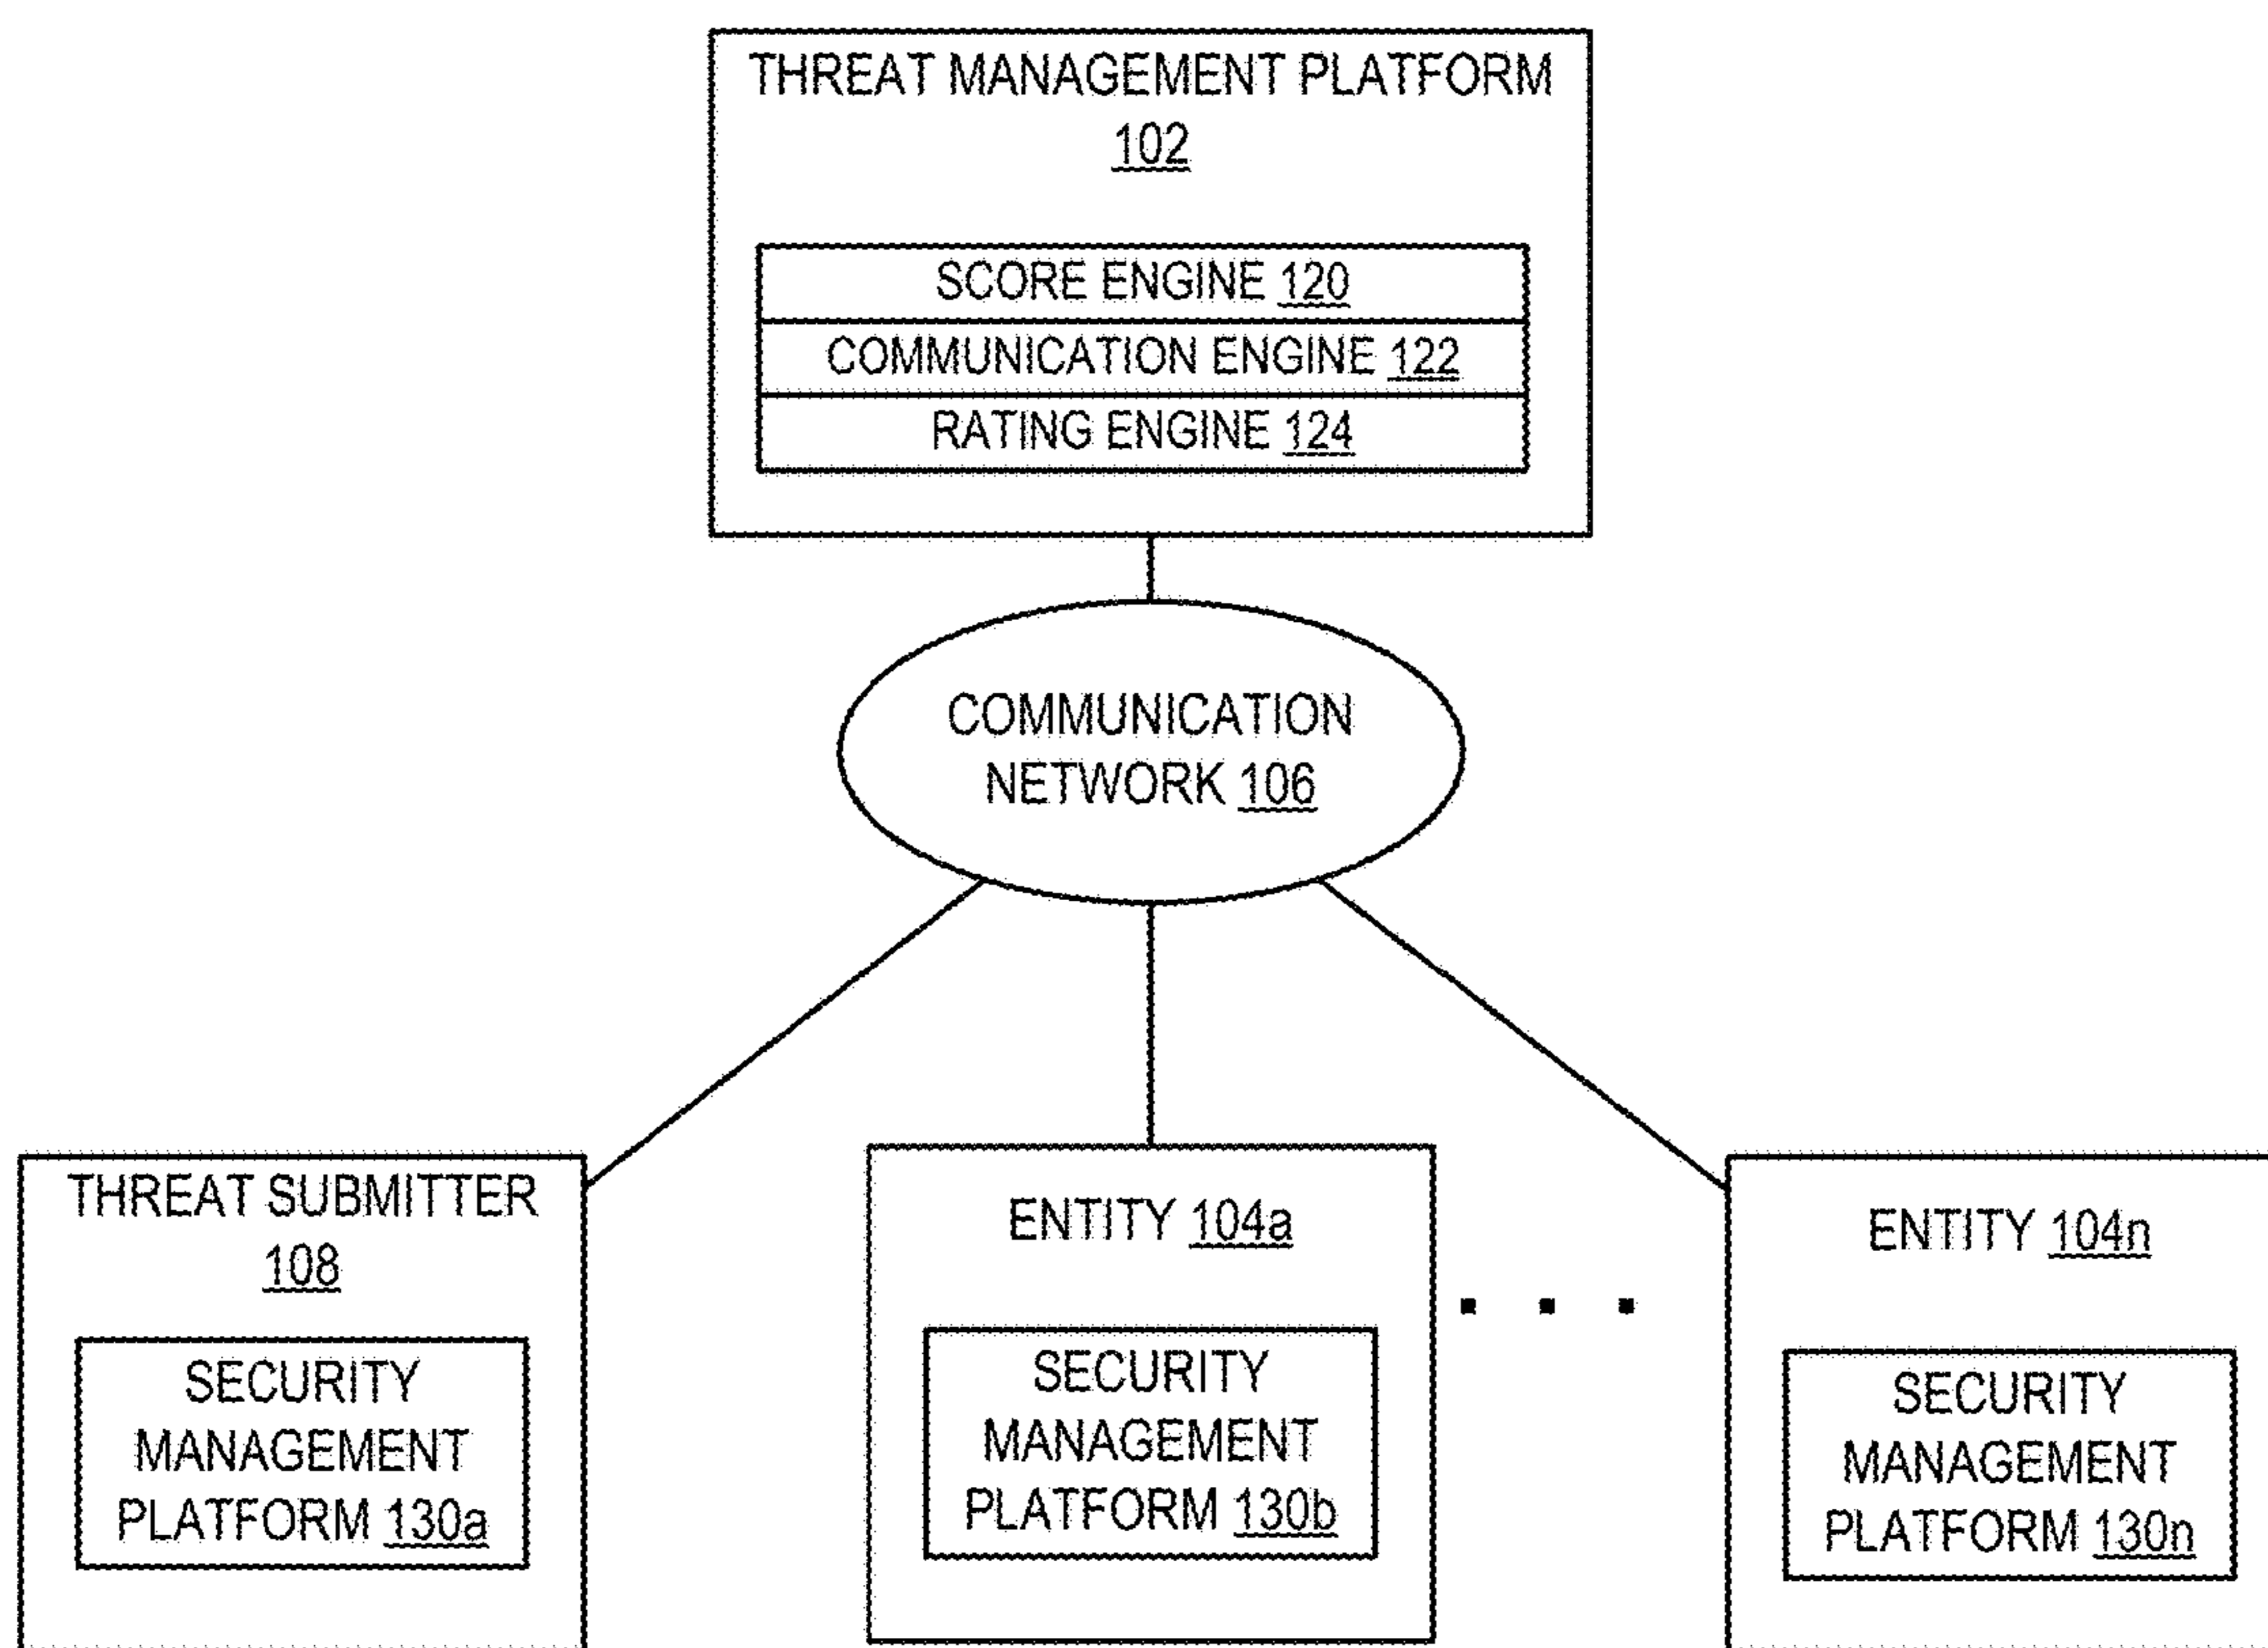 THREAT MANAGEMENT PLATFORM
102
SCORE ENGINE 120
COMMUNICATION ENGINE 122
RATING ENGINE 124
COMMUNICATION
NETWORK 106
THREAT SUBMITTER
108
SECURITY
MANAGEMENT
PLATFORM 130a
ENTITY 104a
SECURITY
MANAGEMENT
PLATFORM 130b
. . .
ENTITY 104n
SECURITY
MANAGEMENT
PLATFORM 130n